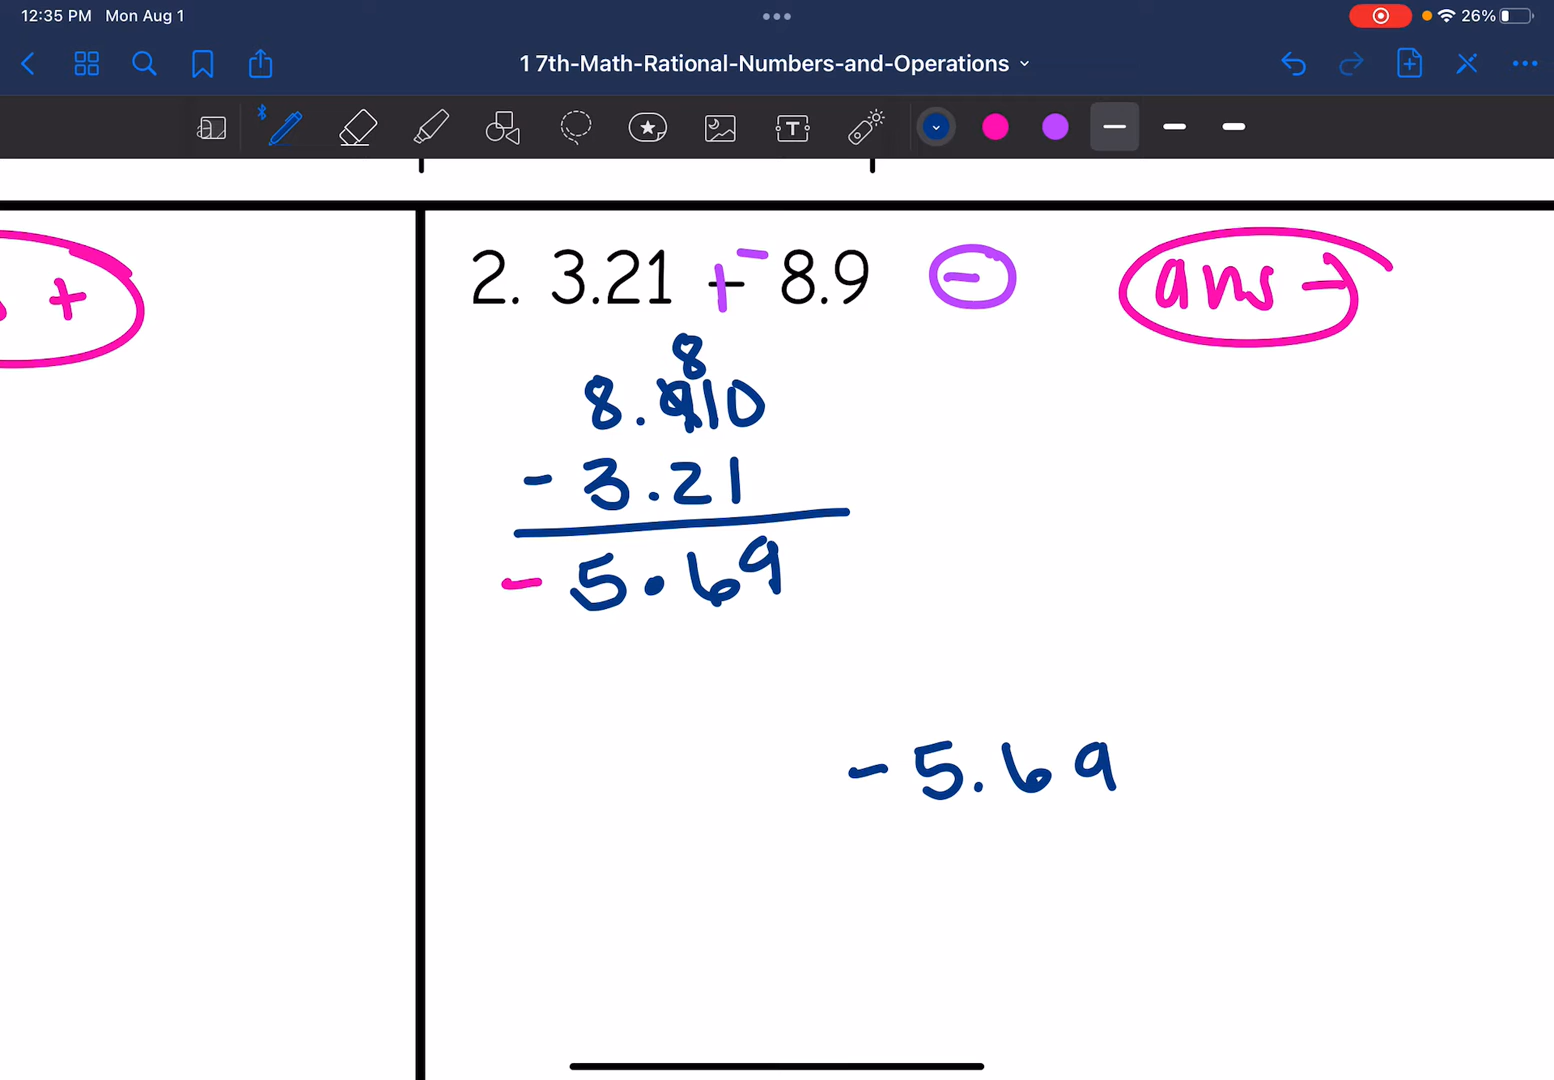 12:35 PM Mon Aug 1
26%
1 7th-Math-Rational-Numbers-and-Operations
T
+
2. 3.21 + - 8.9
-
ans -
8
8.910
- 3.21
- 5.69
- 5.69